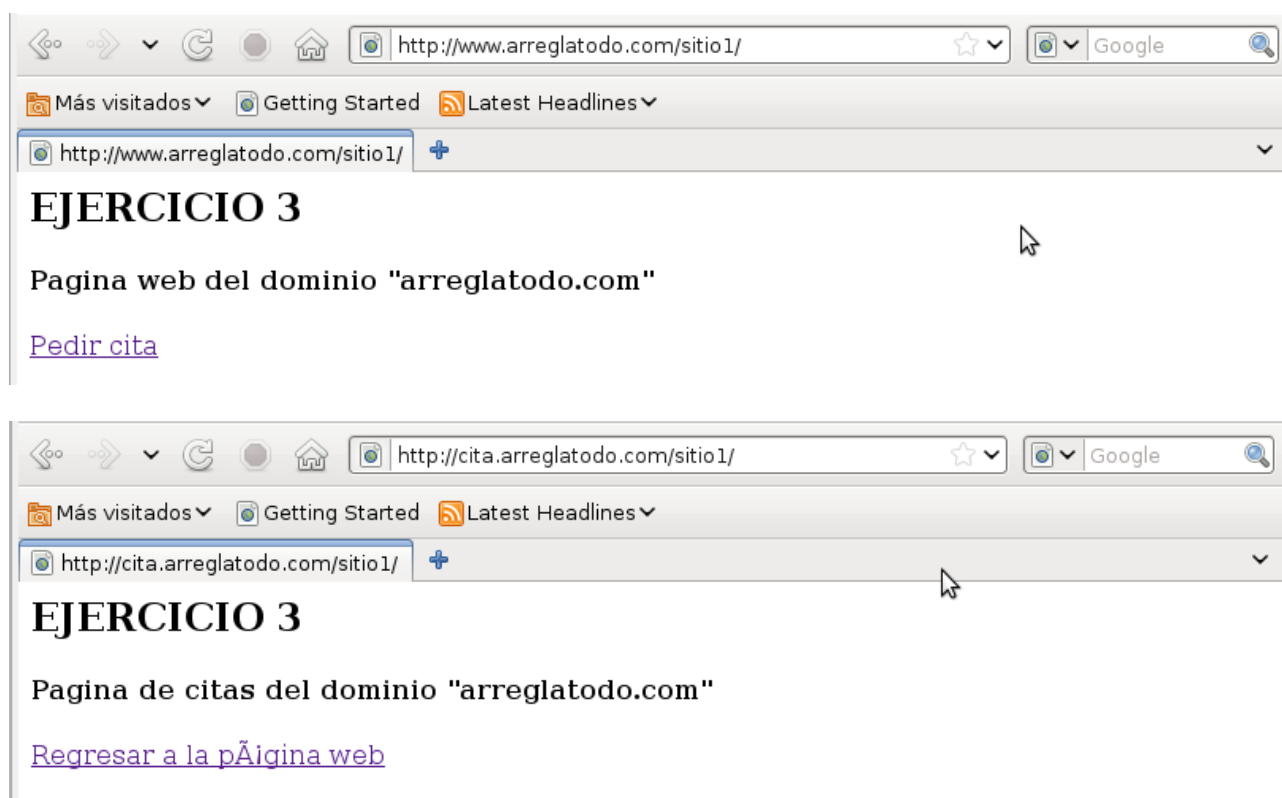 http://www.arreglatodo.com/sitio1/ Google
Más visitados Getting Started Latest Headlines
http://www.arreglatodo.com/sitio1/
EJERCICIO 3
Pagina web del dominio "arreglatodo.com"
Pedir cita
http://cita.arreglatodo.com/sitio1/ Google
Más visitados Getting Started Latest Headlines
http://cita.arreglatodo.com/sitio1/
EJERCICIO 3
Pagina de citas del dominio "arreglatodo.com"
Regresar a la pÃ¡gina web